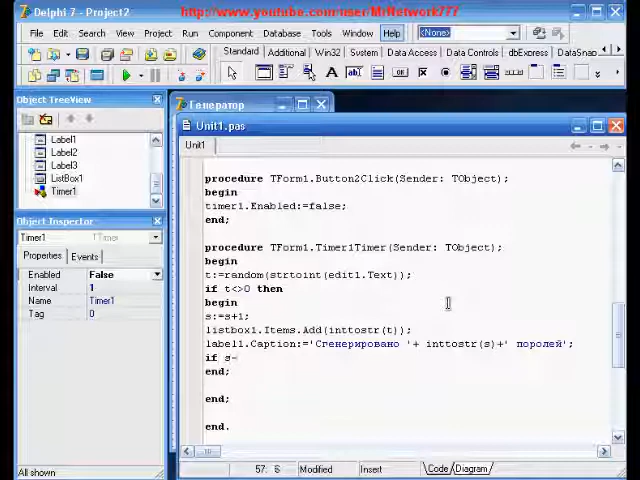 Delphi 7 - Project2
http://www.youtube.com/user/MrNetwork777
File Edit Search View Project Run Component Database Tools Window Help
<None>
Standard Additional Win32 System Data Access Data Controls dbExpress DataSnap
Object TreeView
Label1
Label2
Label3
ListBox1
Timer1
Object Inspector
Timer1 TTimer
Properties Events
Enabled False
Interval 1
Name Timer1
Tag 0
All shown
Генератор
Unit1.pas
Unit1
procedure TForm1.Button2Click(Sender: TObject);
begin
timer1.Enabled:=false;
end;
procedure TForm1.Timer1Timer(Sender: TObject);
begin
t:=random(strtoint(edit1.Text));
if t<>0 then
begin
s:=s+1;
listbox1.Items.Add(inttostr(t));
label1.Caption:='Сгенерировано '+ inttostr(s)+' поролей';
if s-
end;
end;
end.
57: 6 Modified Insert Code Diagram